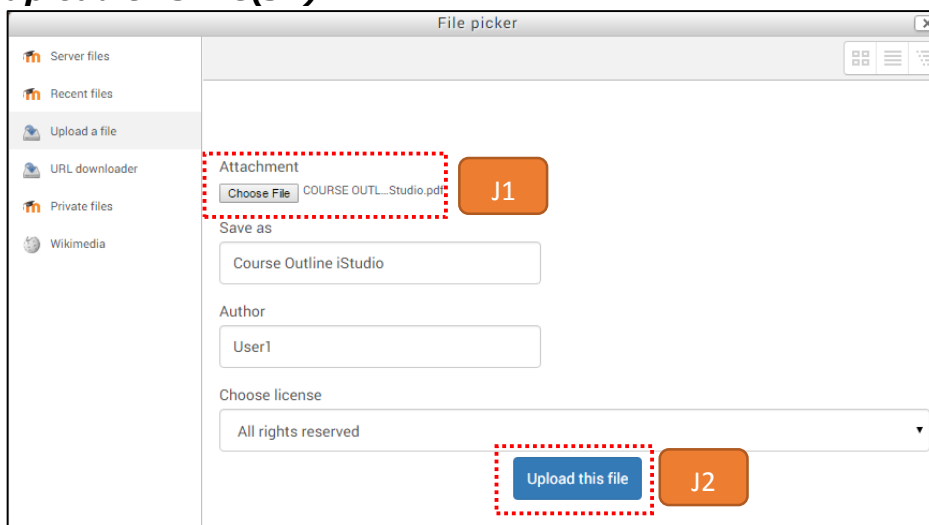 File picker
Server files
Recent files
Upload a file
URL downloader
Private files
Wikimedia
Attachment
Choose File COURSE OUTL...Studio.pdf
J1
Save as
Course Outline iStudio
Author
User1
Choose license
All rights reserved
Upload this file
J2